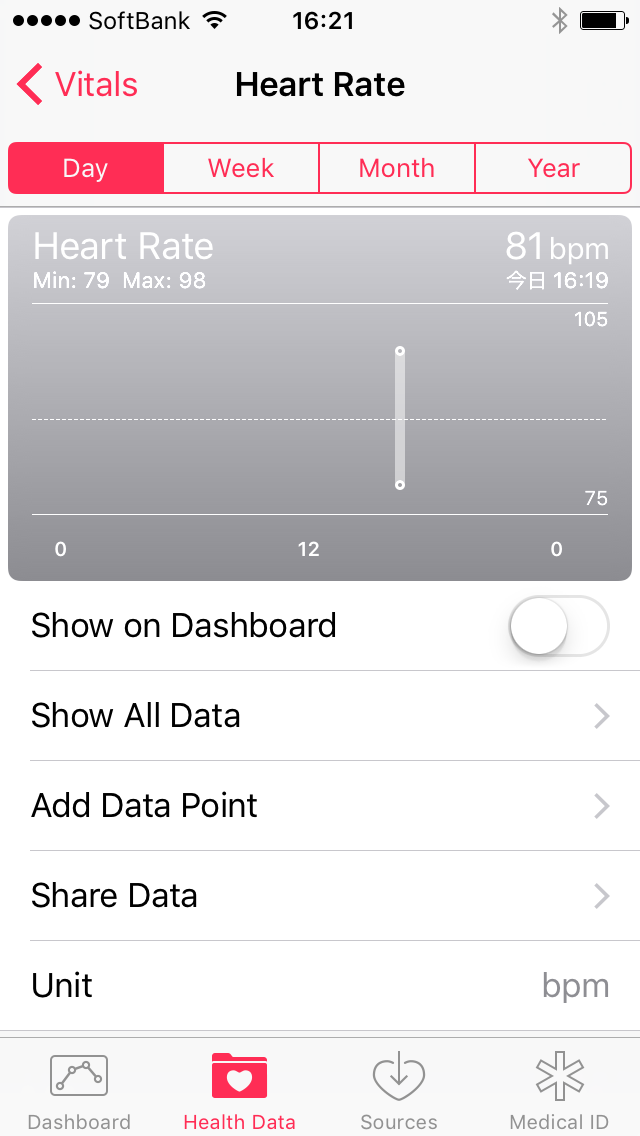 SoftBank 16:21
Vitals Heart Rate
Day Week Month Year
Heart Rate 81 bpm
Min: 79 Max: 98 今日 16:19
105
75
0 12 0
Show on Dashboard
Show All Data
Add Data Point
Share Data
Unit bpm
Dashboard Health Data Sources Medical ID